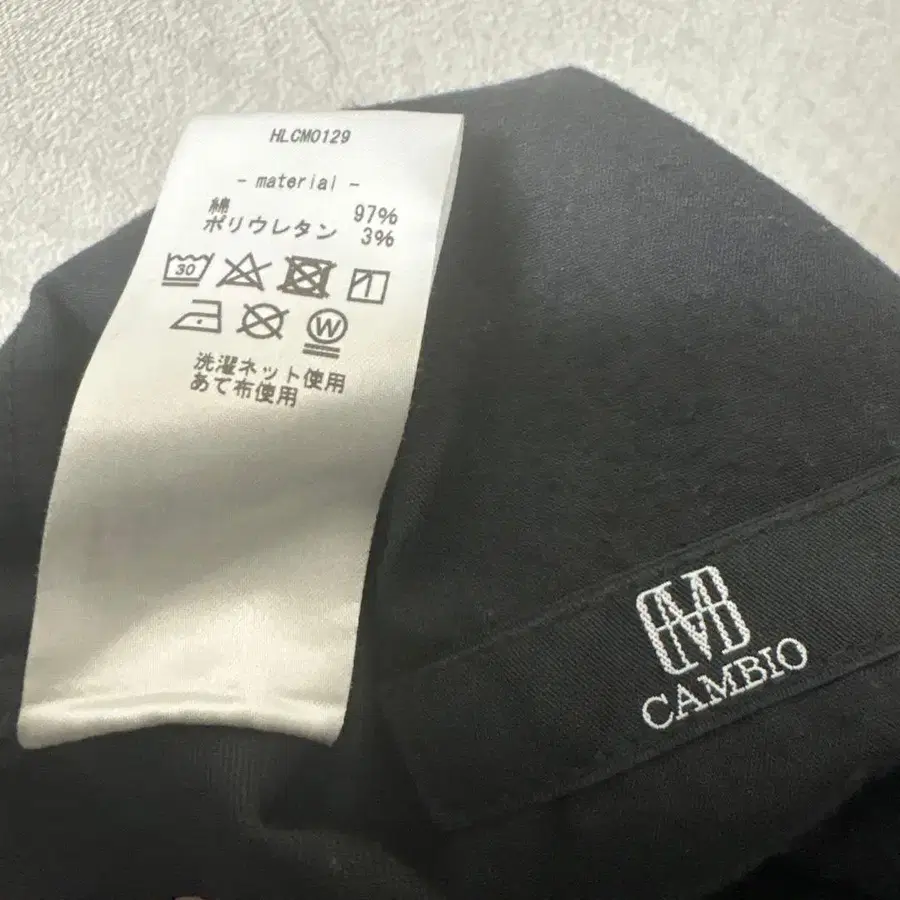 HLCM0129
- material -
綿 97%
ポリウレタン 3%
30
W
洗濯ネット使用
あて布使用
CAMBIO